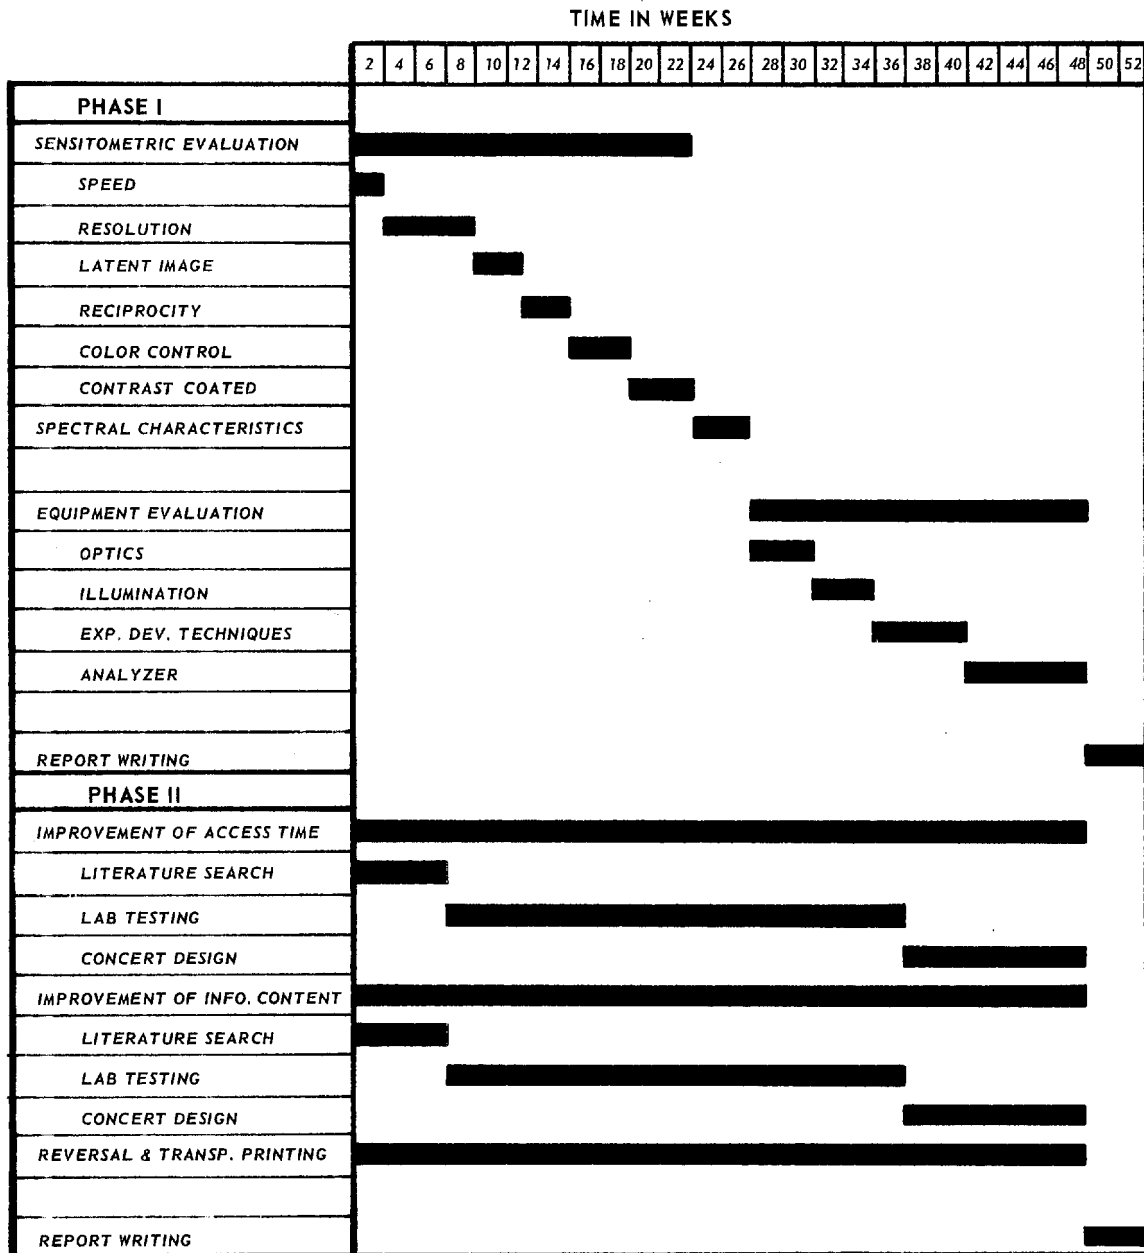 TIME IN WEEKS
2 4 6 8 10 12 14 16 18 20 22 24 26 28 30 32 34 36 38 40 42 44 46 48 50 52
PHASE I
SENSITOMETRIC EVALUATION
SPEED
RESOLUTION
LATENT IMAGE
RECIPROCITY
COLOR CONTROL
CONTRAST COATED
SPECTRAL CHARACTERISTICS
EQUIPMENT EVALUATION
OPTICS
ILLUMINATION
EXP. DEV. TECHNIQUES
ANALYZER
REPORT WRITING
PHASE II
IMPROVEMENT OF ACCESS TIME
LITERATURE SEARCH
LAB TESTING
CONCERT DESIGN
IMPROVEMENT OF INFO. CONTENT
LITERATURE SEARCH
LAB TESTING
CONCERT DESIGN
REVERSAL & TRANSP. PRINTING
REPORT WRITING